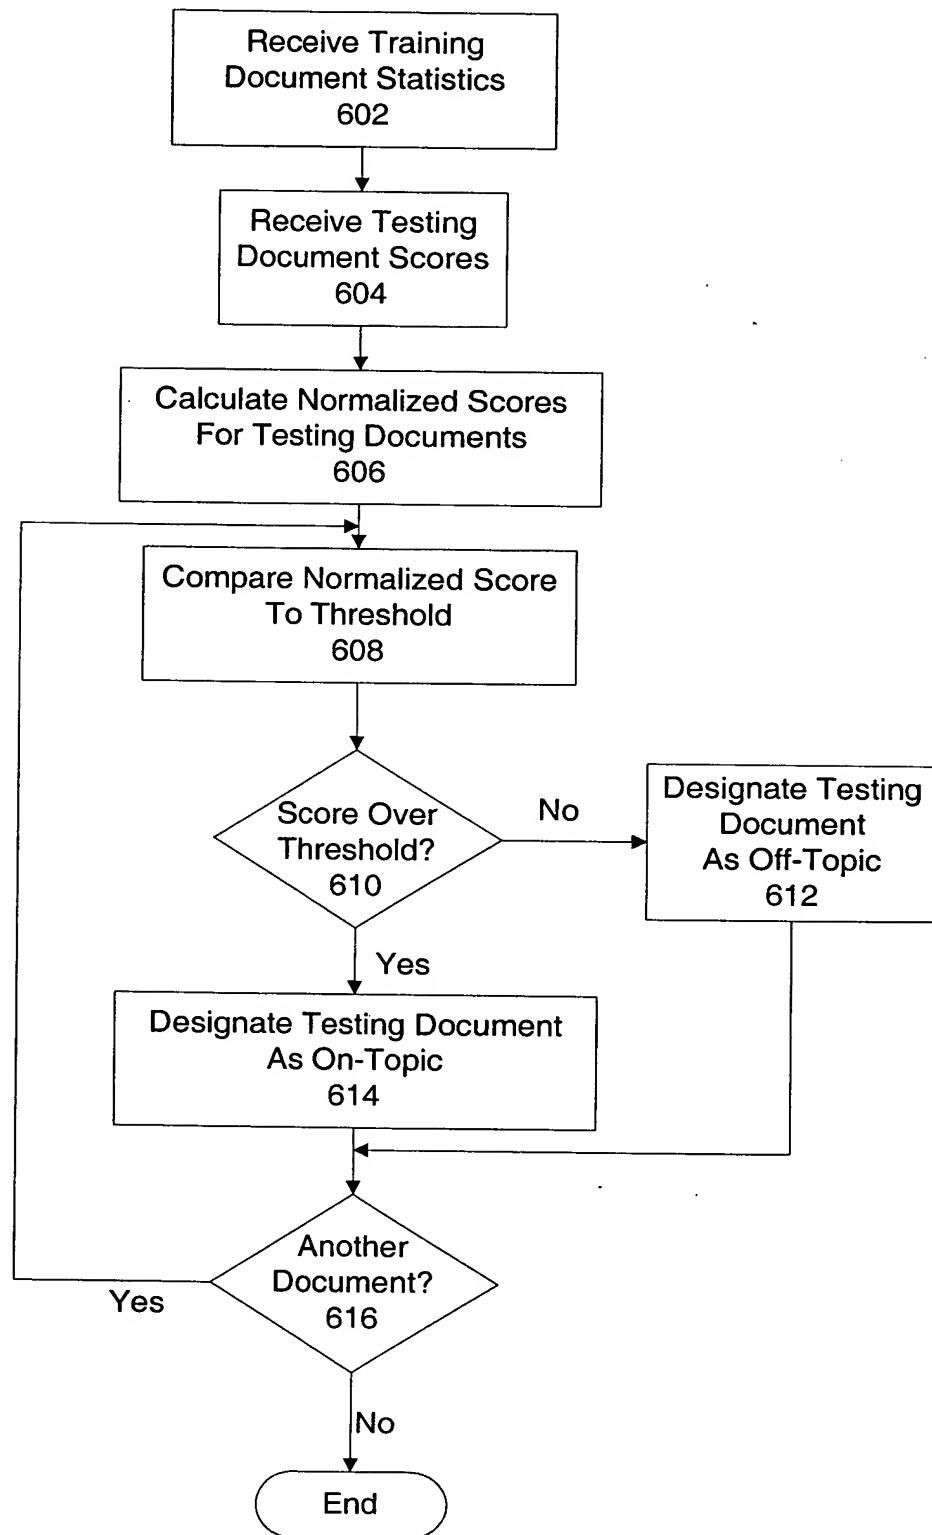 Receive Training
Document Statistics
602
Receive Testing
Document Scores
604
Calculate Normalized Scores
For Testing Documents
606
Compare Normalized Score
To Threshold
608
Score Over
Threshold?
610
No
Designate Testing
Document
As Off-Topic
612
Yes
Designate Testing Document
As On-Topic
614
Another
Document?
616
Yes
No
End